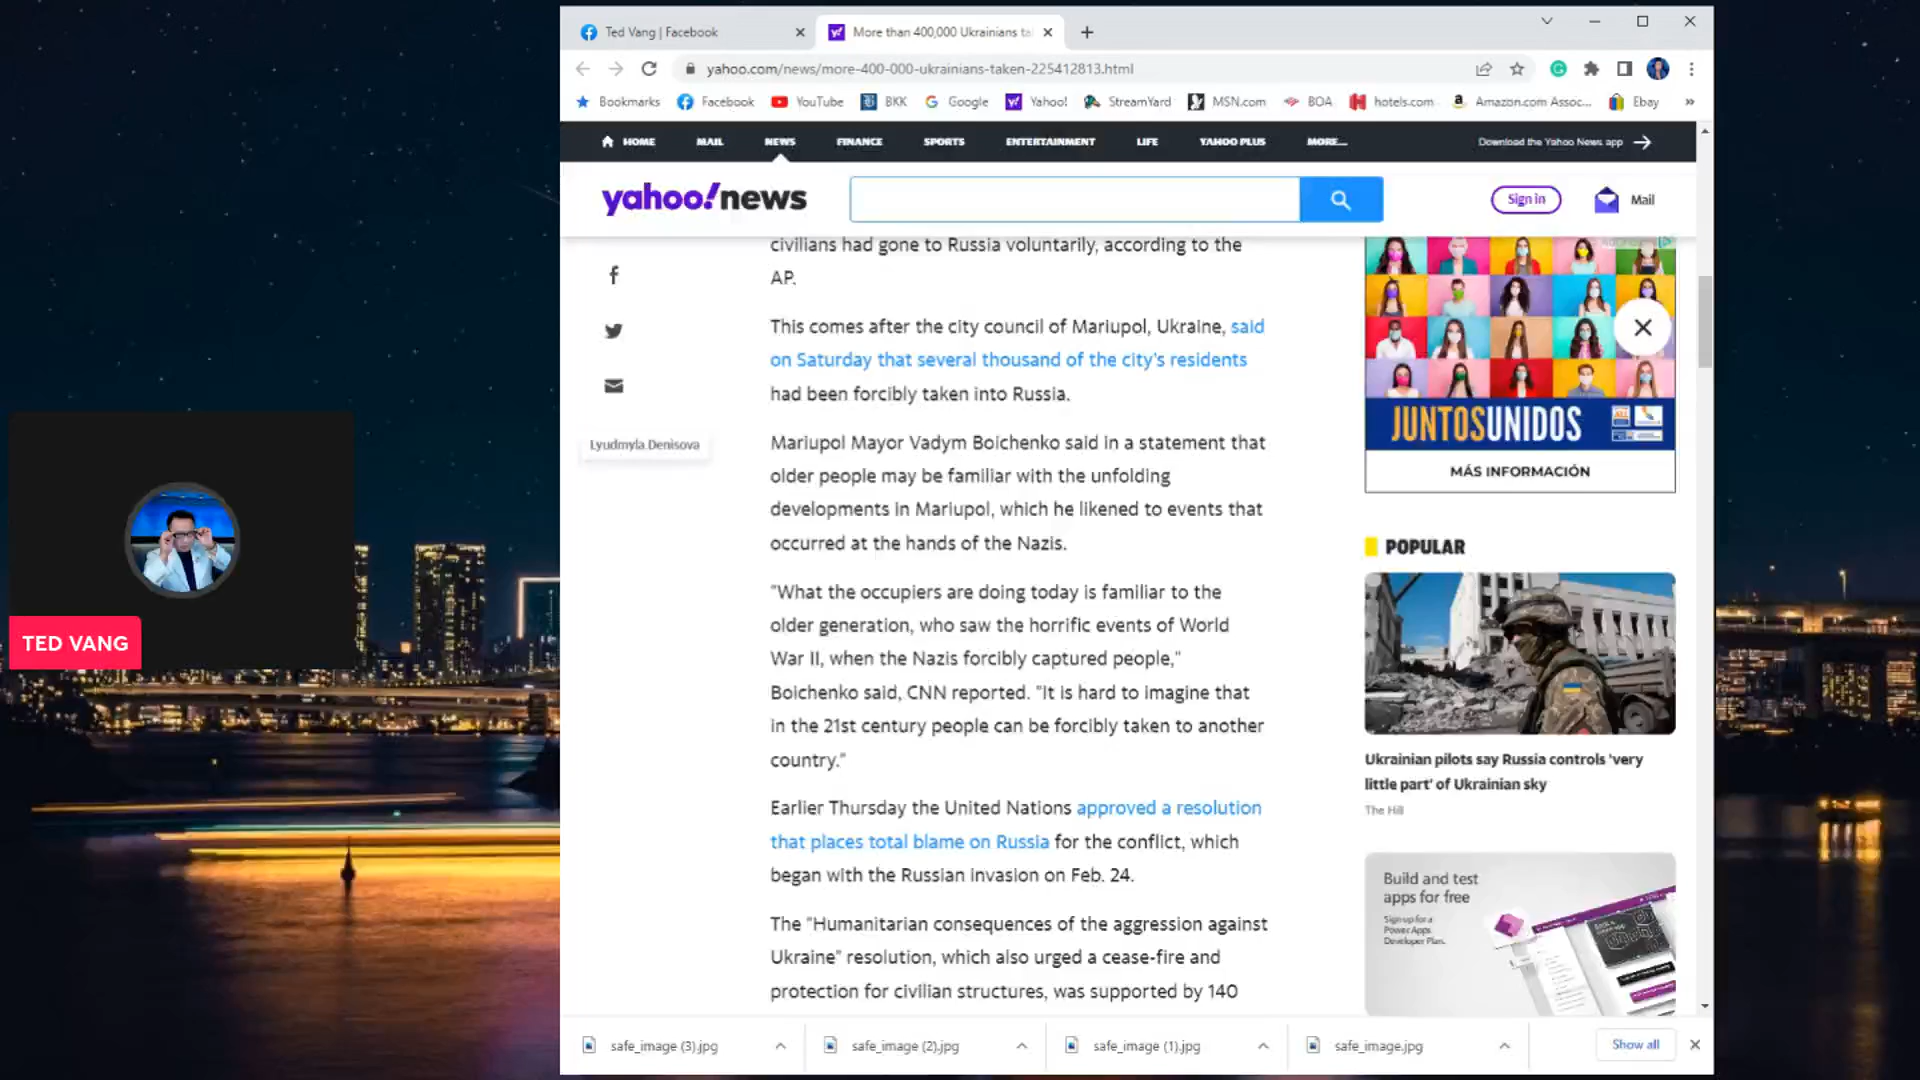 Ted Vang | Facebook
More than 400,000 Ukrainians ta
yahoo.com/news/more-400-000-ukrainians-taken-225412813.html
Bookmarks Facebook YouTube BKK Google Yahoo! StreamYard MSN.com BOA hotels.com Amazon.com Assoc... Ebay »
HOME MAIL NEWS FINANCE SPORTS ENTERTAINMENT LIFE YAHOO PLUS MORE... Download the Yahoo News app
yahoo!news
Sign in
Mail
civilians had gone to Russia voluntarily, according to the
AP.
This comes after the city council of Mariupol, Ukraine, said
on Saturday that several thousand of the city's residents
had been forcibly taken into Russia.
Lyudmyla Denisova
Mariupol Mayor Vadym Boichenko said in a statement that
older people may be familiar with the unfolding
developments in Mariupol, which he likened to events that
occurred at the hands of the Nazis.
"What the occupiers are doing today is familiar to the
older generation, who saw the horrific events of World
War II, when the Nazis forcibly captured people,"
Boichenko said, CNN reported. "It is hard to imagine that
in the 21st century people can be forcibly taken to another
country."
Earlier Thursday the United Nations approved a resolution
that places total blame on Russia for the conflict, which
began with the Russian invasion on Feb. 24.
The "Humanitarian consequences of the aggression against
Ukraine" resolution, which also urged a cease-fire and
protection for civilian structures, was supported by 140
JUNTOSUNIDOS
MÁS INFORMACIÓN
POPULAR
Ukrainian pilots say Russia controls 'very
little part' of Ukrainian sky
The Hill
Build and test
apps for free
Sign up for a
Power Apps
Developer Plan.
TED VANG
safe_image (3).jpg
safe_image (2).jpg
safe_image (1).jpg
safe_image.jpg
Show all